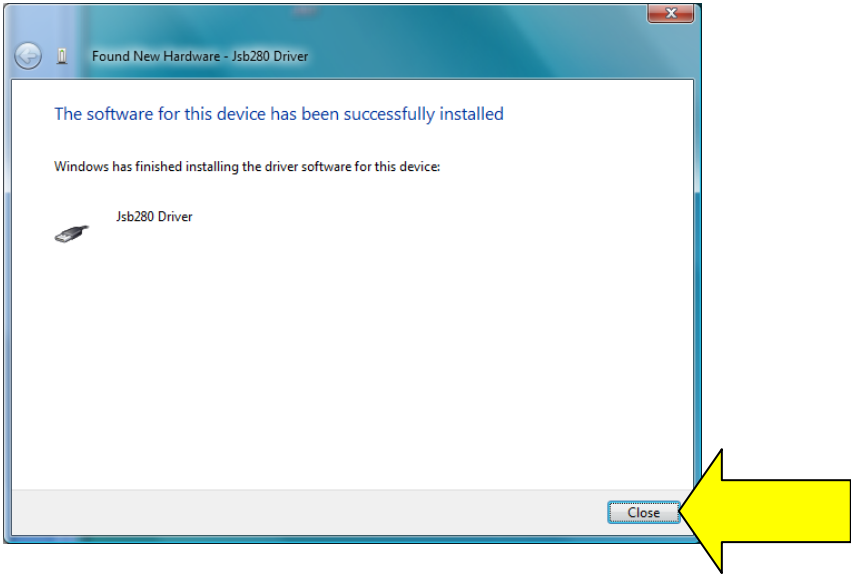 Found New Hardware - Jsb280 Driver
The software for this device has been successfully installed
Windows has finished installing the driver software for this device:
Jsb280 Driver
Close